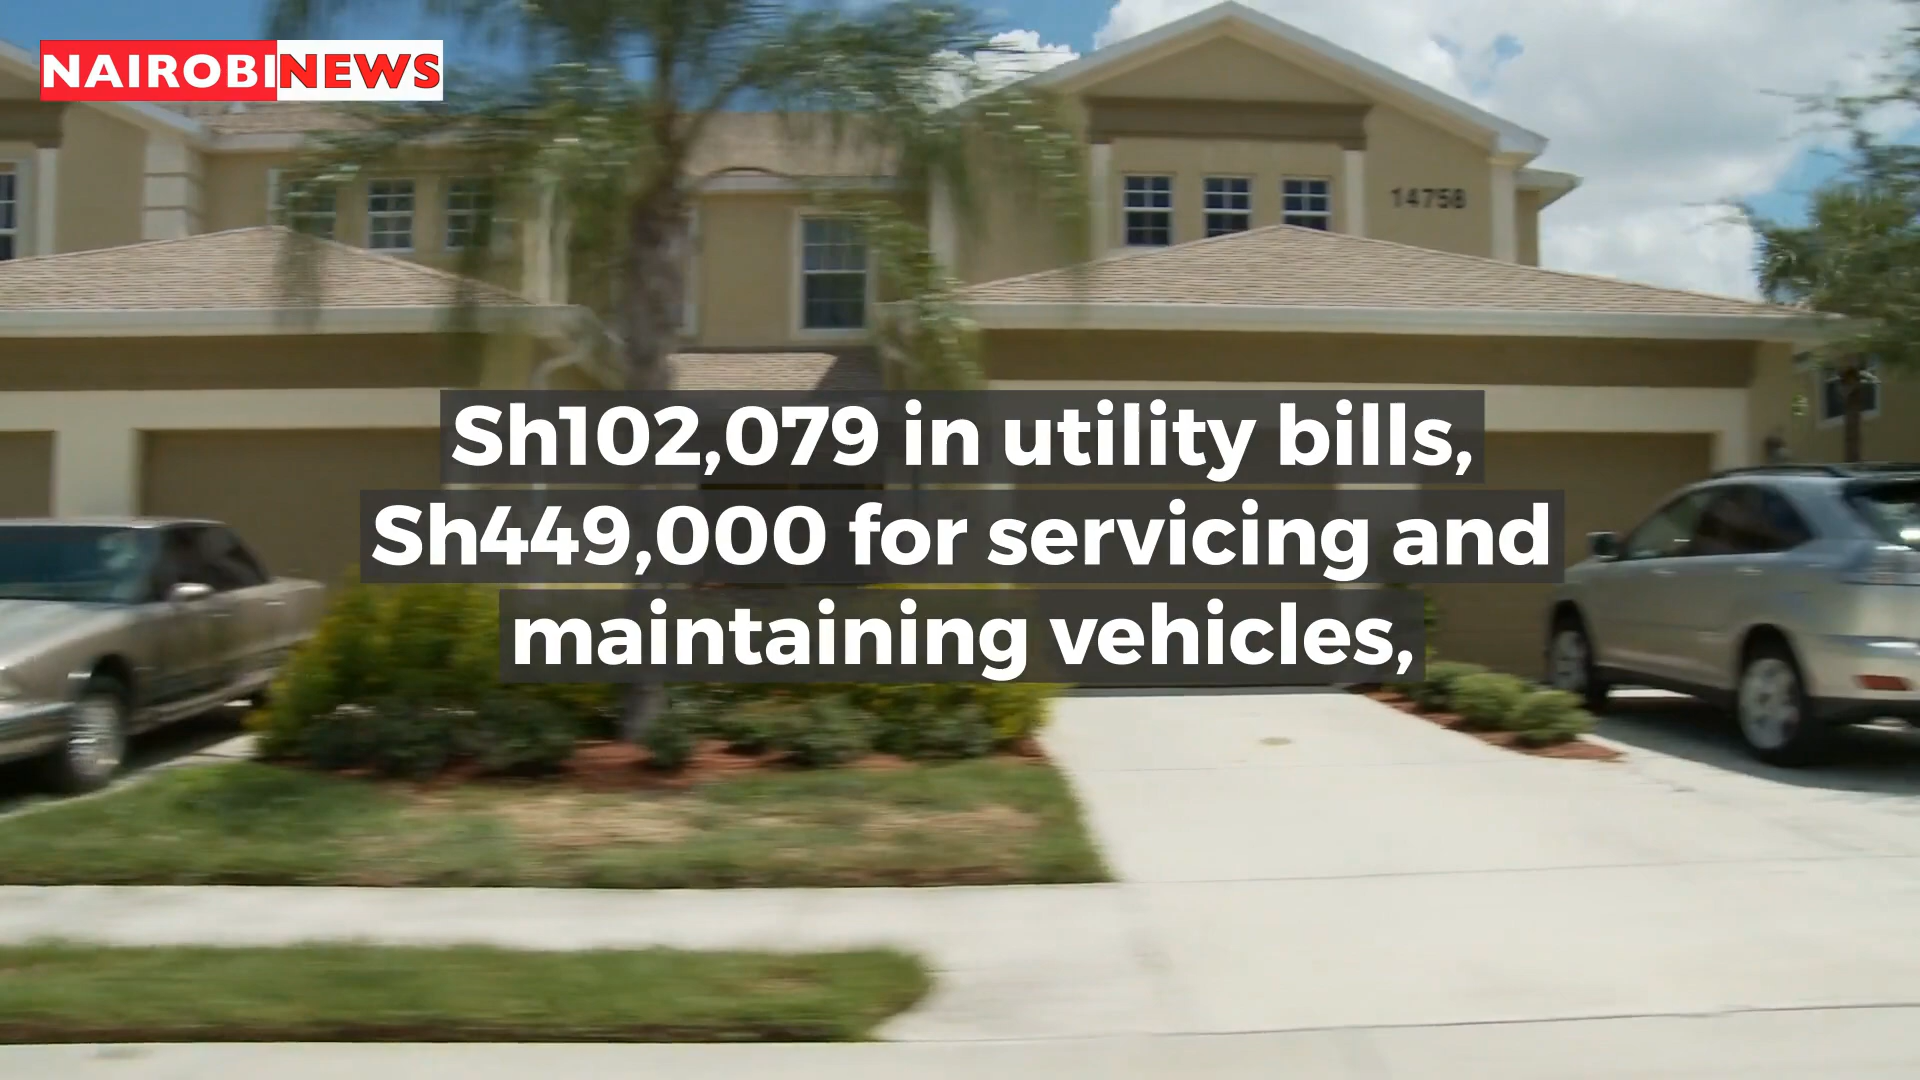 NAIROBINEWS
14758
Sh102,079 in utility bills,
Sh449,000 for servicing and
maintaining vehicles,